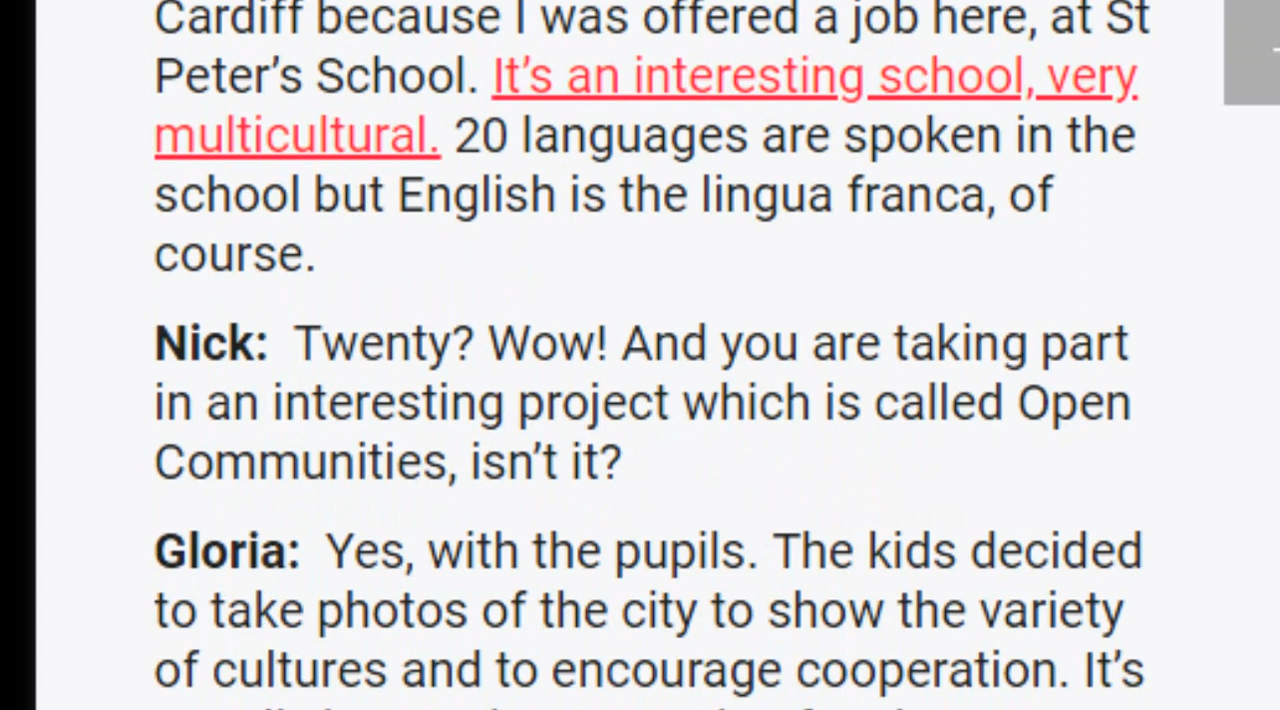 Cardiff because I was offered a job here, at St
Peter’s School. It’s an interesting school, very
multicultural. 20 languages are spoken in the
school but English is the lingua franca, of
course.
Nick: Twenty? Wow! And you are taking part
in an interesting project which is called Open
Communities, isn’t it?
Gloria: Yes, with the pupils. The kids decided
to take photos of the city to show the variety
of cultures and to encourage cooperation. It’s